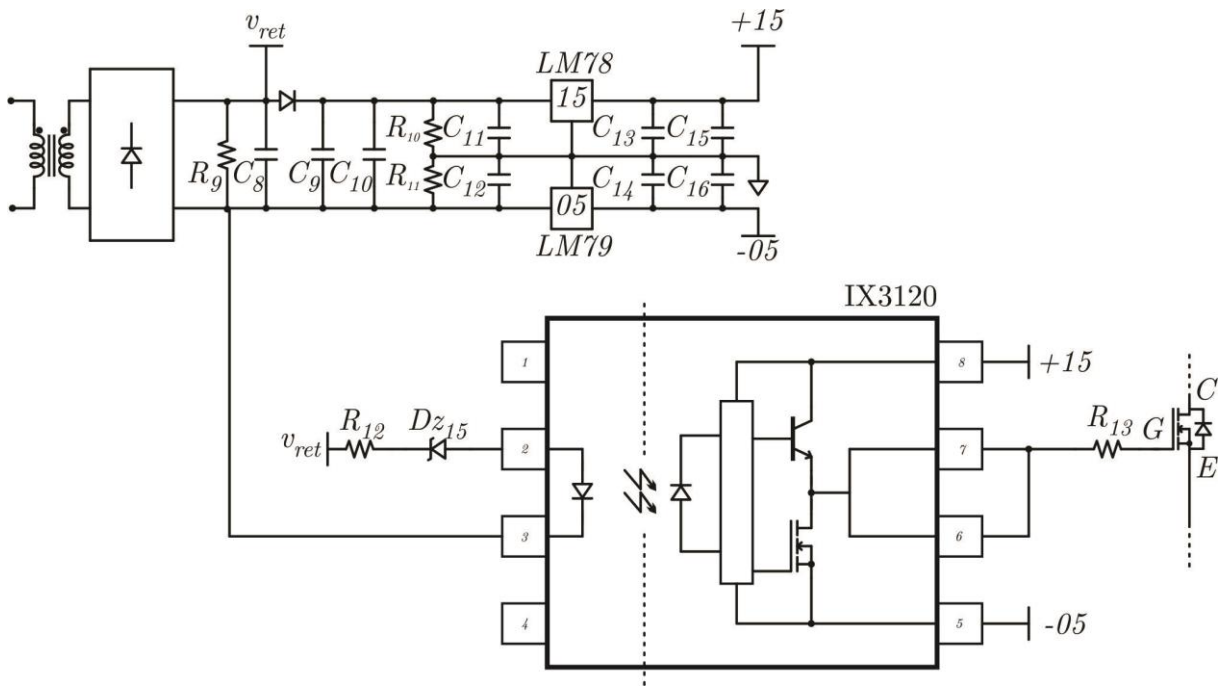 v_ret
+15
LM78
15
R_9
C_8
C_9
C_10
R_10
C_11
R_11
C_12
C_13
C_15
C_14
C_16
05
LM79
-05
IX3120
1
2
3
4
8
7
6
5
v_ret
R_12
Dz_15
+15
R_13
G
C
E
-05